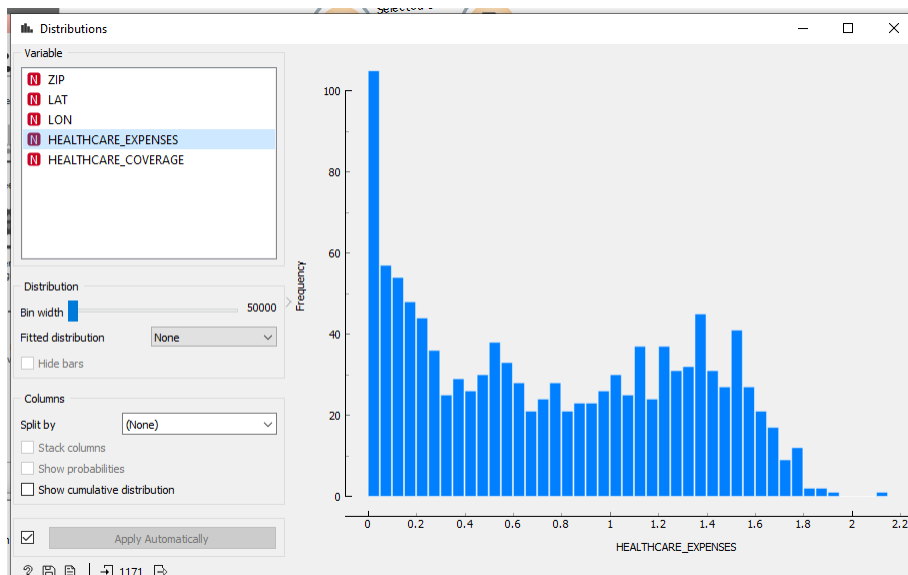 Distributions
Variable
N ZIP
N LAT
N LON
N HEALTHCARE_EXPENSES
N HEALTHCARE_COVERAGE
Distribution
Bin width 50000
Fitted distribution None
Hide bars
Columns
Split by (None)
Stack columns
Show probabilities
Show cumulative distribution
Apply Automatically
? 1171
Frequency
100
80
60
40
20
0
0 0.2 0.4 0.6 0.8 1 1.2 1.4 1.6 1.8 2 2.2
HEALTHCARE_EXPENSES